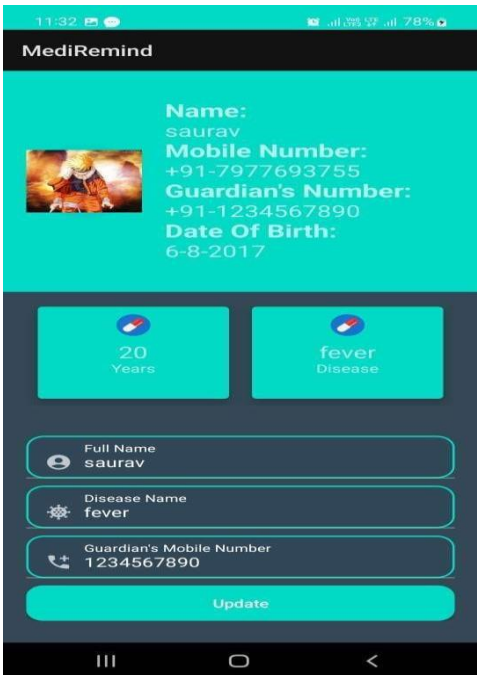 11:32 78%
MediRemind
Name:
saurav
Mobile Number:
+91-7977693755
Guardian's Number:
+91-1234567890
Date Of Birth:
6-8-2017
20
Years
fever
Disease
Full Name
saurav
Disease Name
fever
Guardian's Mobile Number
1234567890
Update